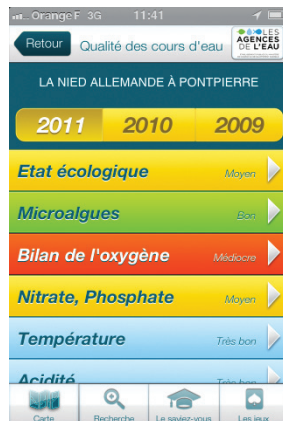 Orange F 3G 11:41
Retour Qualité des cours d'eau LES AGENCES DE L'EAU
LA NIED ALLEMANDE À PONTPIERRE
2011 2010 2009
Etat écologique Moyen
Microalgues Bon
Bilan de l'oxygène Médiocre
Nitrate, Phosphate Moyen
Température Très bon
Acidité Très bon
Carte Recherche Le saviez-vous Les jeux